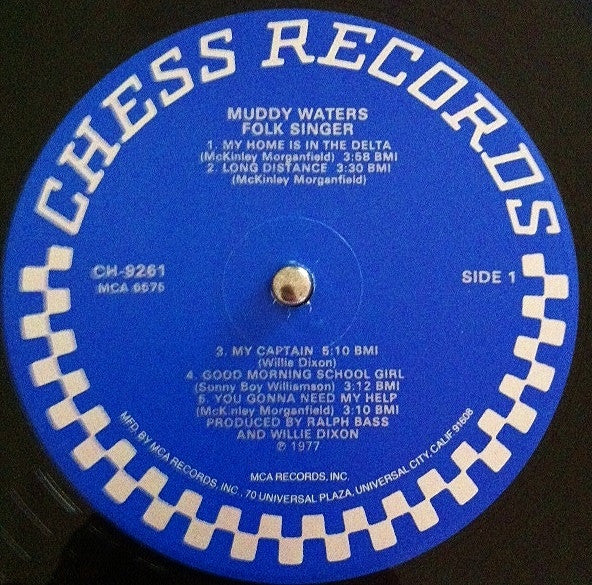 CHESS RECORDS
MUDDY WATERS
FOLK SINGER
1. MY HOME IS IN THE DELTA
(McKinley Morganfield) 3:58 BMI
2. LONG DISTANCE 3:30 BMI
(McKinley Morganfield)
CH-9261
MCA 6575
SIDE 1
3. MY CAPTAIN 5:10 BMI
(Willie Dixon)
4. GOOD MORNING SCHOOL GIRL
(Sonny Boy Williamson) 3:12 BMI
5. YOU GONNA NEED MY HELP
(McKinley Morganfield) 3:10 BMI
PRODUCED BY RALPH BASS
AND WILLIE DIXON
℗ 1977
MCA RECORDS, INC.
MFD BY MCA RECORDS, INC. 70 UNIVERSAL PLAZA, UNIVERSAL CITY, CALIF. 91608